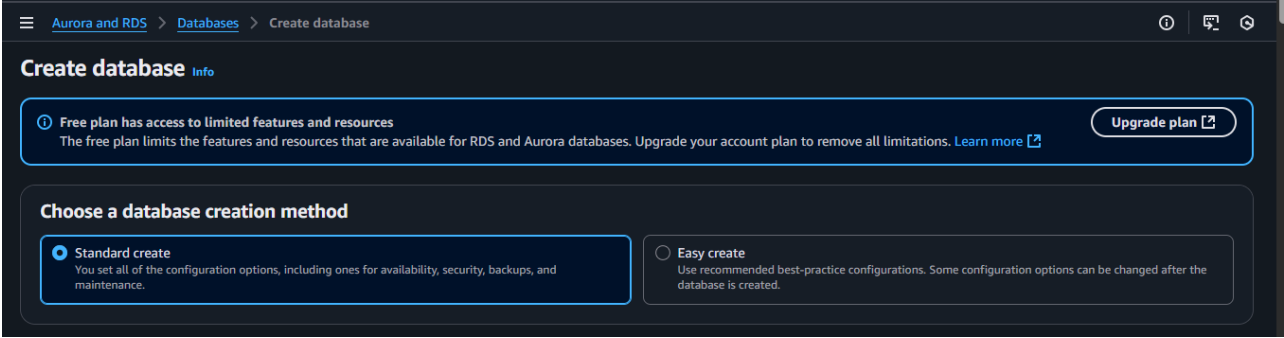 Aurora and RDS > Databases > Create database
Create database Info
Free plan has access to limited features and resources
The free plan limits the features and resources that are available for RDS and Aurora databases. Upgrade your account plan to remove all limitations. Learn more
Upgrade plan
Choose a database creation method
Standard create
You set all of the configuration options, including ones for availability, security, backups, and
maintenance.
Easy create
Use recommended best-practice configurations. Some configuration options can be changed after the
database is created.